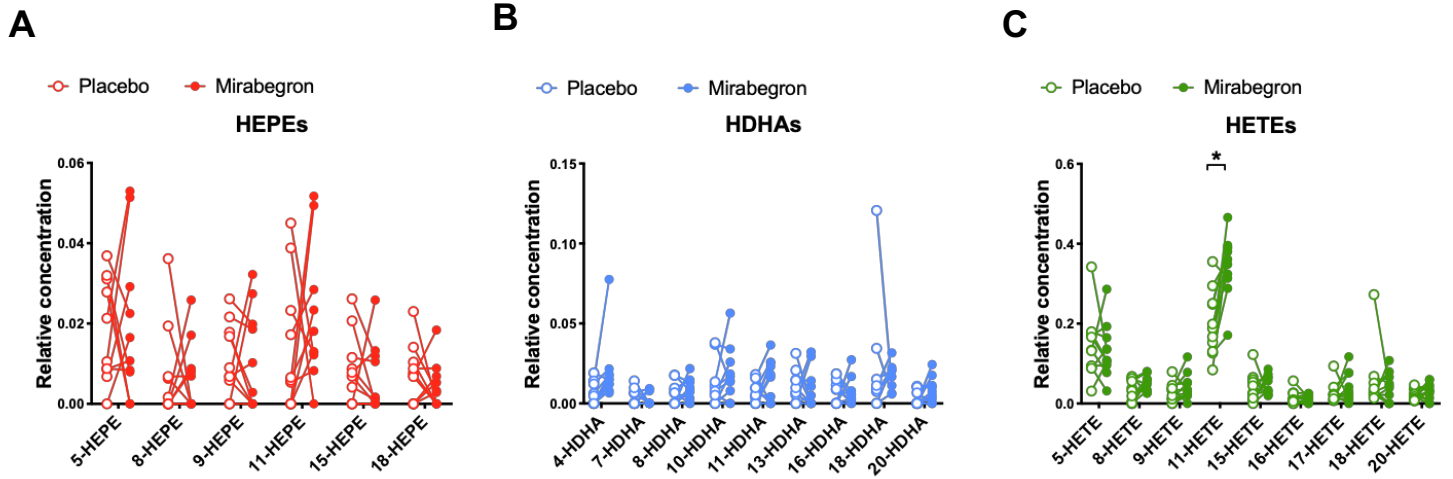 A
Placebo Mirabegron
HEPEs
Relative concentration
0.06
0.04
0.02
0.00
5-HEPE
8-HEPE
9-HEPE
11-HEPE
15-HEPE
18-HEPE
B
Placebo Mirabegron
HDHAs
Relative concentration
0.15
0.10
0.05
0.00
4-HDHA
7-HDHA
8-HDHA
10-HDHA
11-HDHA
13-HDHA
16-HDHA
18-HDHA
20-HDHA
C
Placebo Mirabegron
HETEs
Relative concentration
0.6
0.4
0.2
0.0
*
5-HETE
8-HETE
9-HETE
11-HETE
15-HETE
16-HETE
17-HETE
18-HETE
20-HETE